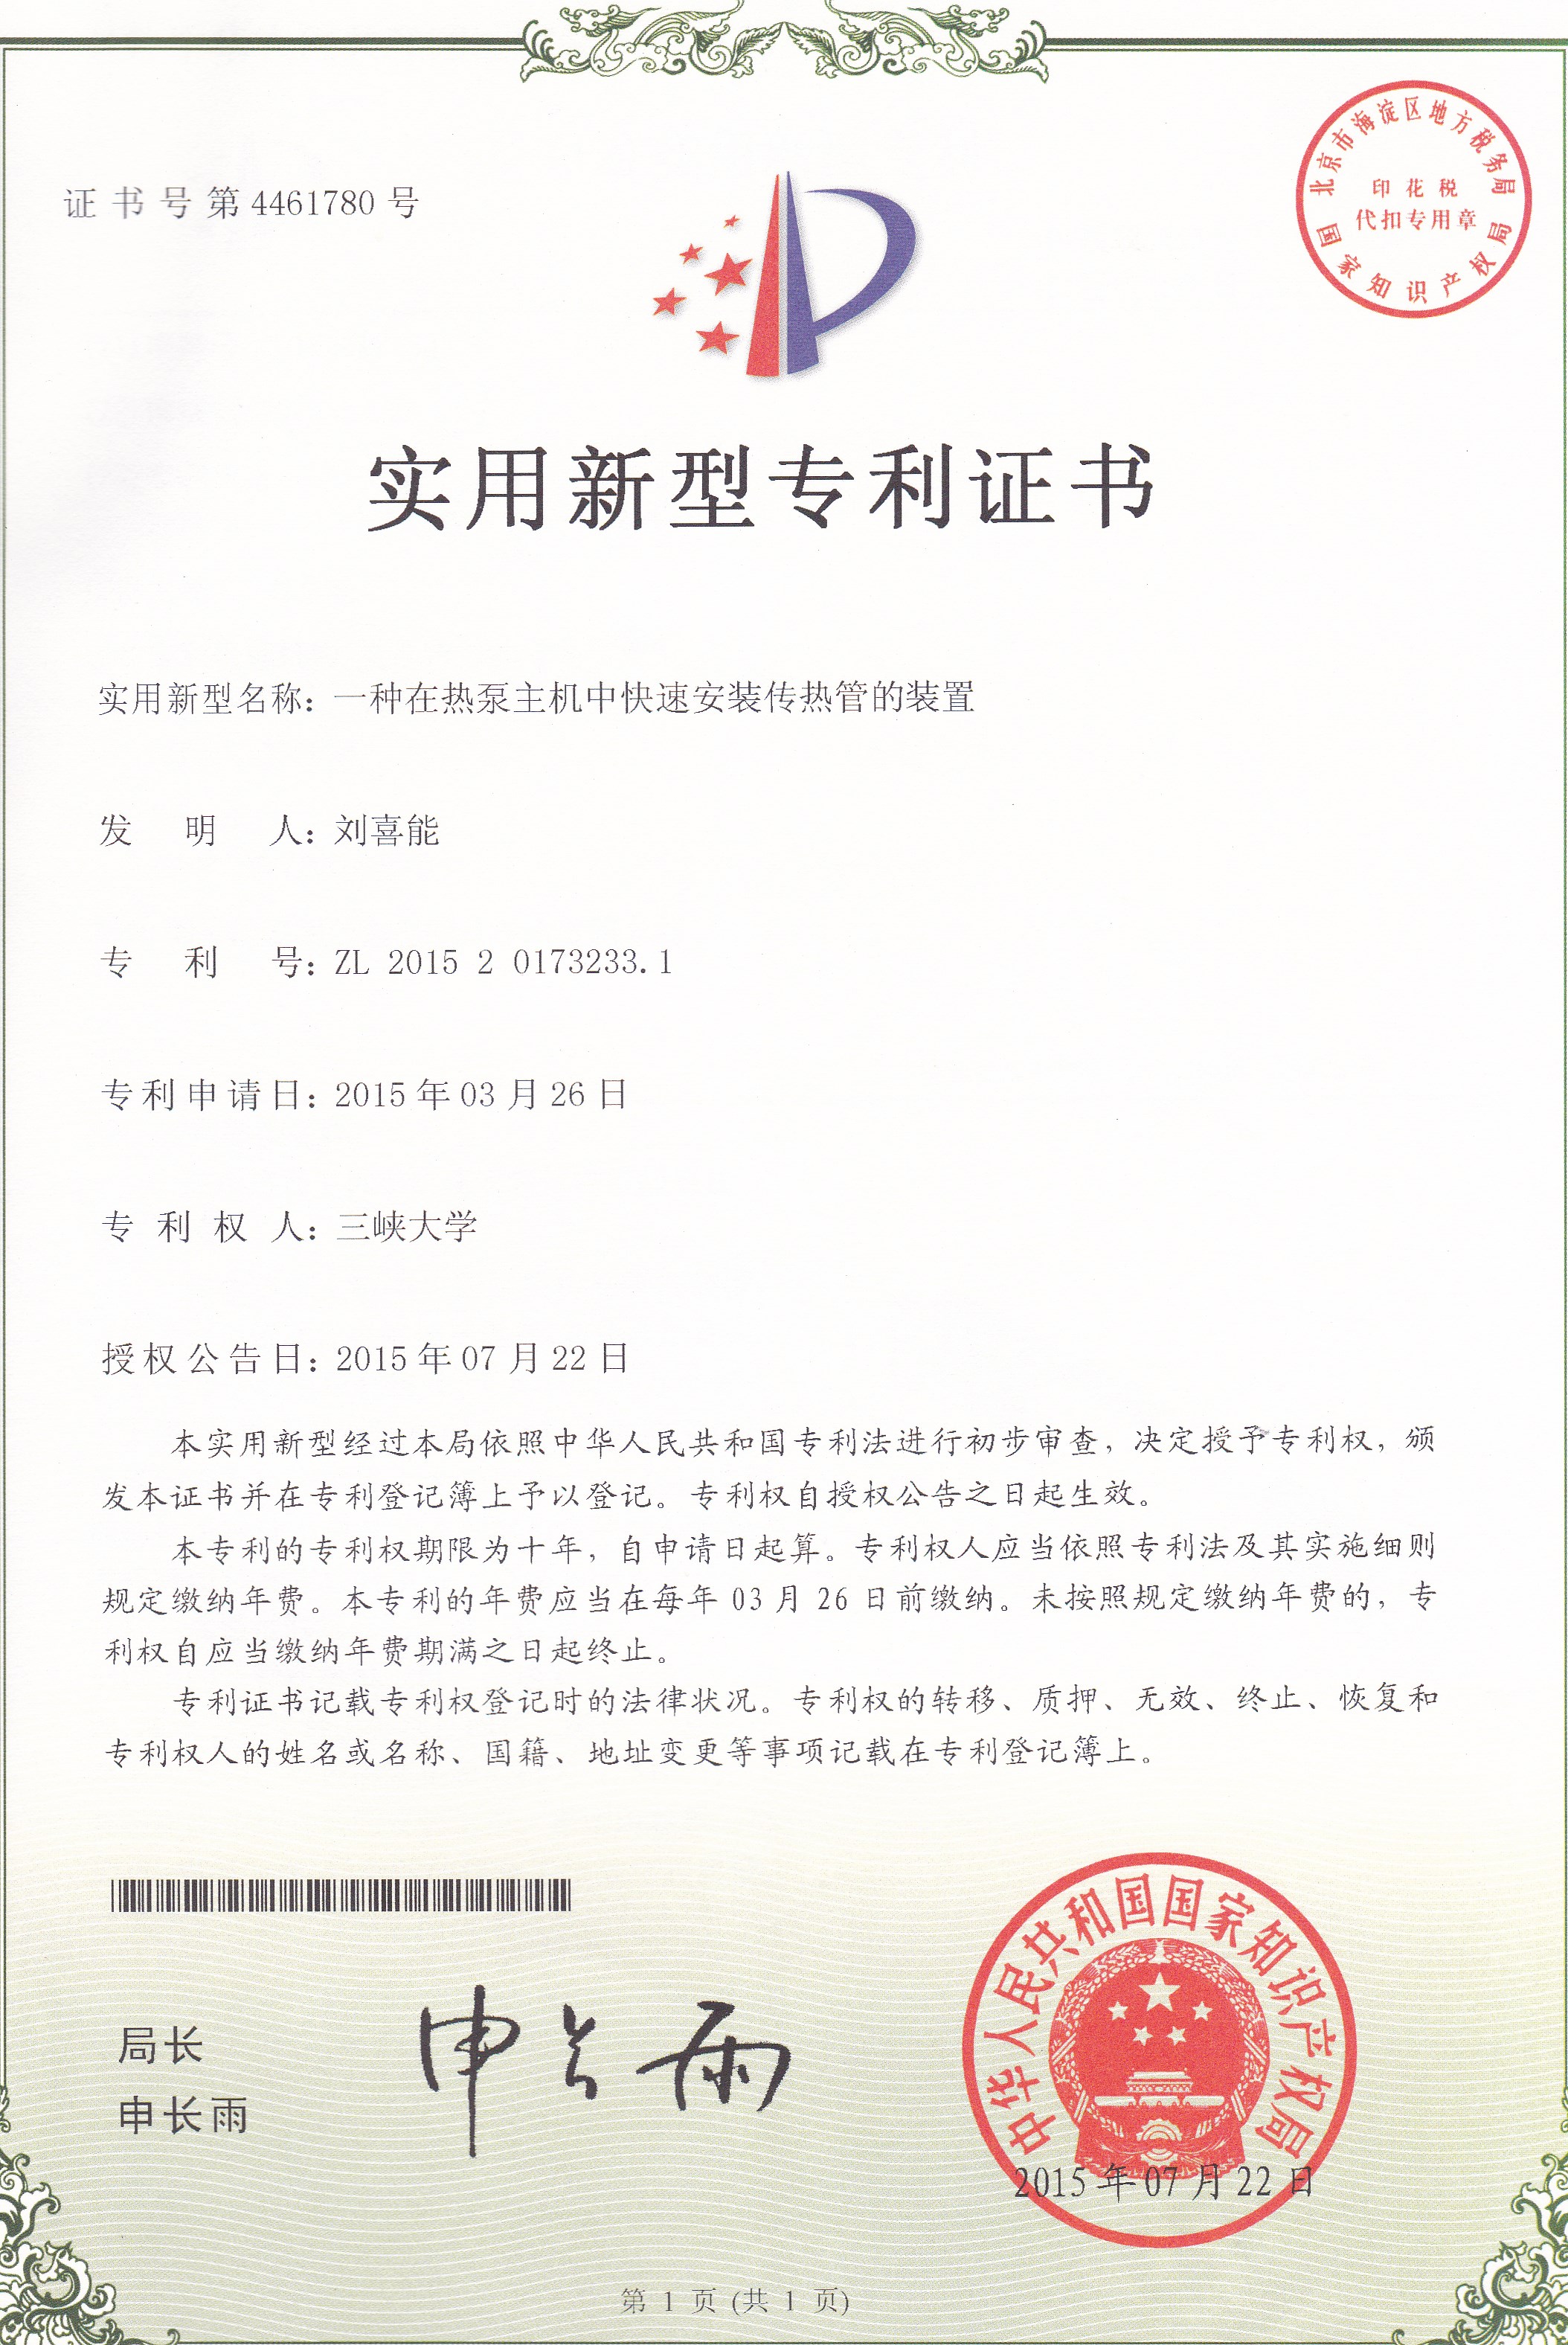 证书号第4461780号
北京市海淀区地方税务局
印花税
代扣专用章
国家知识产权局
实用新型专利证书
实用新型名称：一种在热泵主机中快速安装传热管的装置
发明人：刘喜能
专利号：ZL 2015 2 0173233.1
专利申请日：2015年03月26日
专利权人：三峡大学
授权公告日：2015年07月22日
本实用新型经过本局依照中华人民共和国专利法进行初步审查，决定授予专利权，颁
发本证书并在专利登记簿上予以登记。专利权自授权公告之日起生效。
本专利的专利权期限为十年，自申请日起算。专利权人应当依照专利法及其实施细则
规定缴纳年费。本专利的年费应当在每年03月26日前缴纳。未按照规定缴纳年费的，专
利权自应当缴纳年费期满之日起终止。
专利证书记载专利权登记时的法律状况。专利权的转移、质押、无效、终止、恢复和
专利权人的姓名或名称、国籍、地址变更等事项记载在专利登记簿上。
局长
申长雨
申长雨
中华人民共和国国家知识产权局
2015年07月22日
第 1 页 (共 1 页)